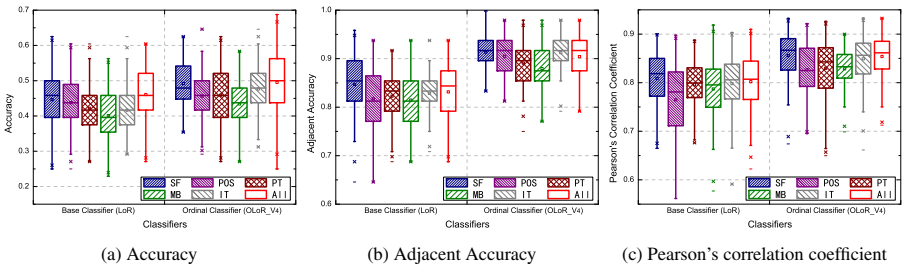 Accuracy
0.7
0.6
0.5
0.4
0.3
0.2
SF POS PT
MB IT All
Base Classifier (LoR) Ordinal Classifier (OLoR_V4)
Classifiers
(a) Accuracy
Adjacent Accuracy
1.0
0.9
0.8
0.7
0.6
SF POS PT
MB IT All
Base Classifier (LoR) Ordinal Classifier (OLoR_V4)
Classifiers
(b) Adjacent Accuracy
Pearson's Correlation Coefficient
0.9
0.8
0.7
0.6
SF POS PT
MB IT All
Base Classifier (LoR) Ordinal Classifier (OLoR_V4)
Classifiers
(c) Pearson's correlation coefficient